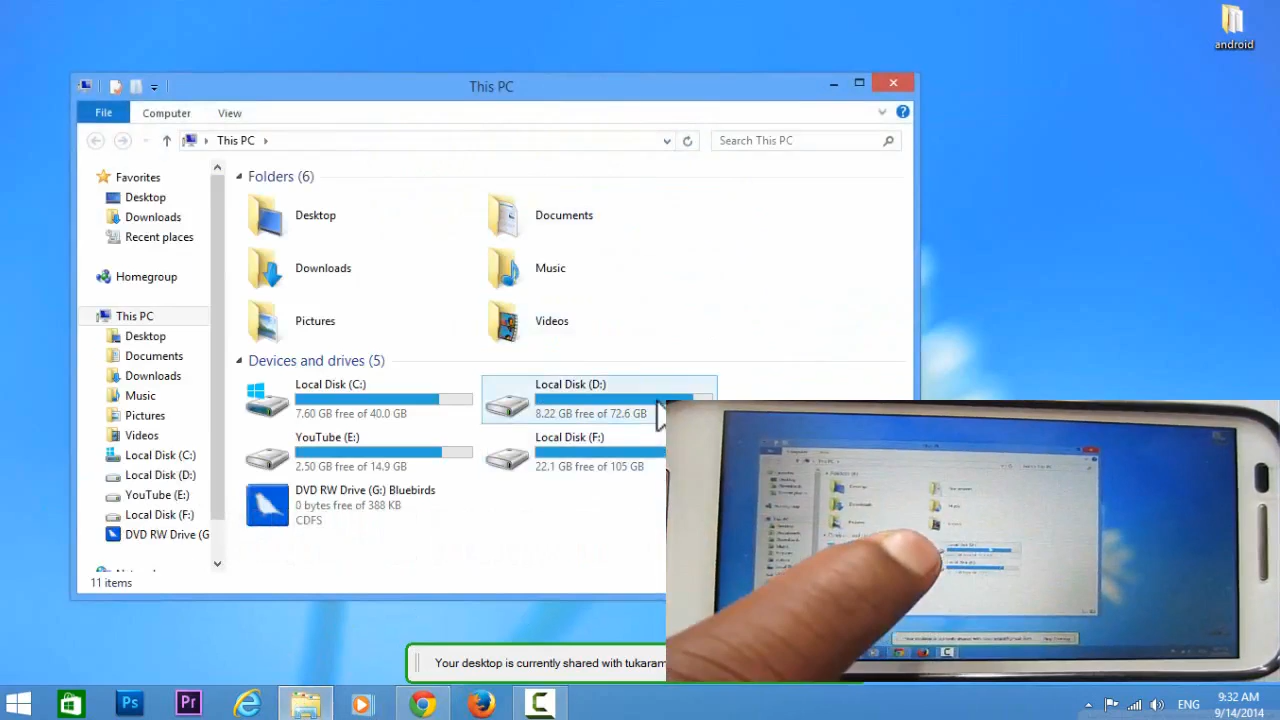 android
This PC
File
Computer
View
This PC
Search This PC
Favorites
Desktop
Downloads
Recent places
Homegroup
This PC
Desktop
Documents
Downloads
Music
Pictures
Videos
Local Disk (C:)
Local Disk (D:)
YouTube (E:)
Local Disk (F:)
DVD RW Drive (G
Folders (6)
Desktop
Documents
Downloads
Music
Pictures
Videos
Devices and drives (5)
Local Disk (C:)
7.60 GB free of 40.0 GB
Local Disk (D:)
8.22 GB free of 72.6 GB
YouTube (E:)
2.50 GB free of 14.9 GB
Local Disk (F:)
22.1 GB free of 105 GB
DVD RW Drive (G:) Bluebirds
0 bytes free of 388 KB
CDFS
11 items
Your desktop is currently shared with tukaram
Ps
Pr
ENG
9:32 AM
9/14/2014